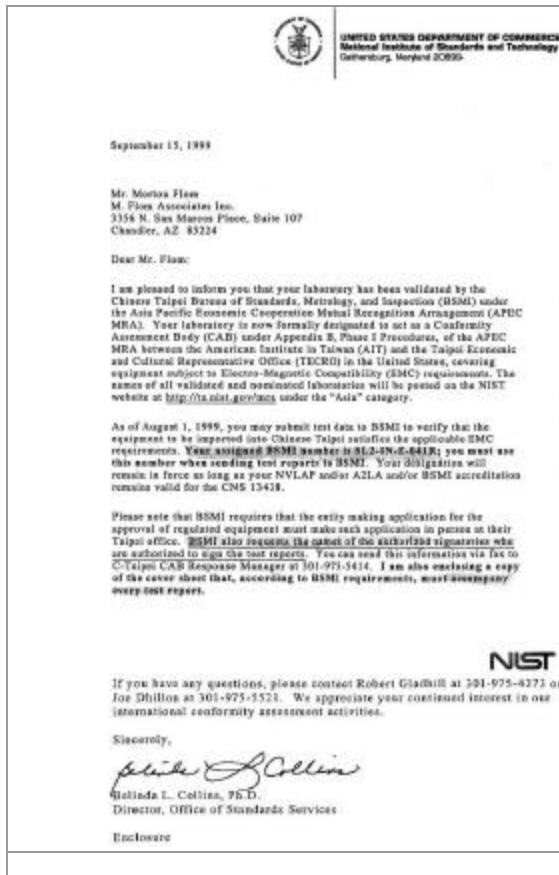 UNITED STATES DEPARTMENT OF COMMERCE
National Institute of Standards and Technology
Gaithersburg, Maryland 20899-
September 15, 1999
Mr. Morton Flom
M. Flom Associates Inc.
3356 N. San Marcos Place, Suite 107
Chandler, AZ 85224
Dear Mr. Flom:
I am pleased to inform you that your laboratory has been validated by the
Chinese Taipei Bureau of Standards, Metrology, and Inspection (BSMI) under
the Asia Pacific Economic Cooperation Mutual Recognition Arrangement (APEC
MRA). Your laboratory is now formally designated to act as a Conformity
Assessment Body (CAB) under Appendix B, Phase I Procedures, of the APEC
MRA between the American Institute in Taiwan (AIT) and the Taipei Economic
and Cultural Representative Office (TECRO) in the United States, covering
equipment subject to Electro-Magnetic Compatibility (EMC) requirements. The
names of all validated and nominated laboratories will be posted on the NIST
website at http://ts.nist.gov/mra under the "Asia" category.
As of August 1, 1999, you may submit test data to BSMI to verify that the
equipment to be imported into Chinese Taipei satisfies the applicable EMC
requirements. Your assigned BSMI number is SL2-IN-E-041R; you must use
this number when sending test reports to BSMI. Your designation will
remain in force as long as your NVLAP and/or A2LA and/or BSMI accreditation
remains valid for the CNS 13438.
Please note that BSMI requires that the entity making application for the
approval of regulated equipment must make such application in person at their
Taipei office. BSMI also requests the names of the authorized signatories who
are authorized to sign the test reports. You can send this information via fax to
C-Taipei CAB Response Manager at 301-975-5414. I am also enclosing a copy
of the cover sheet that, according to BSMI requirements, must accompany
every test report.
NIST
If you have any questions, please contact Robert Gladhill at 301-975-4273 or
Joe Dhillon at 301-975-5521. We appreciate your continued interest in our
international conformity assessment activities.
Sincerely,
Belinda L. Collins
Belinda L. Collins, Ph.D.
Director, Office of Standards Services
Enclosure